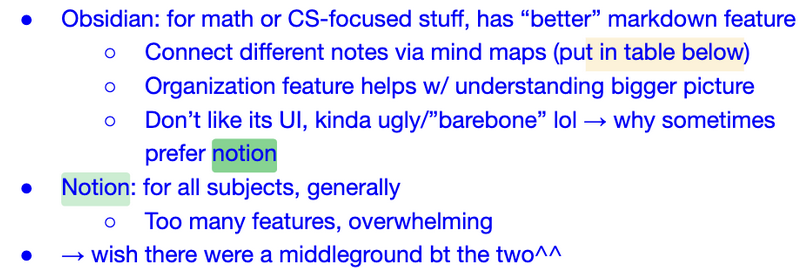 ● Obsidian: for math or CS-focused stuff, has “better” markdown feature
○ Connect different notes via mind maps (put in table below)
○ Organization feature helps w/ understanding bigger picture
○ Don’t like its UI, kinda ugly/”barebone” lol → why sometimes
prefer notion
● Notion: for all subjects, generally
○ Too many features, overwhelming
● → wish there were a middleground bt the two^^